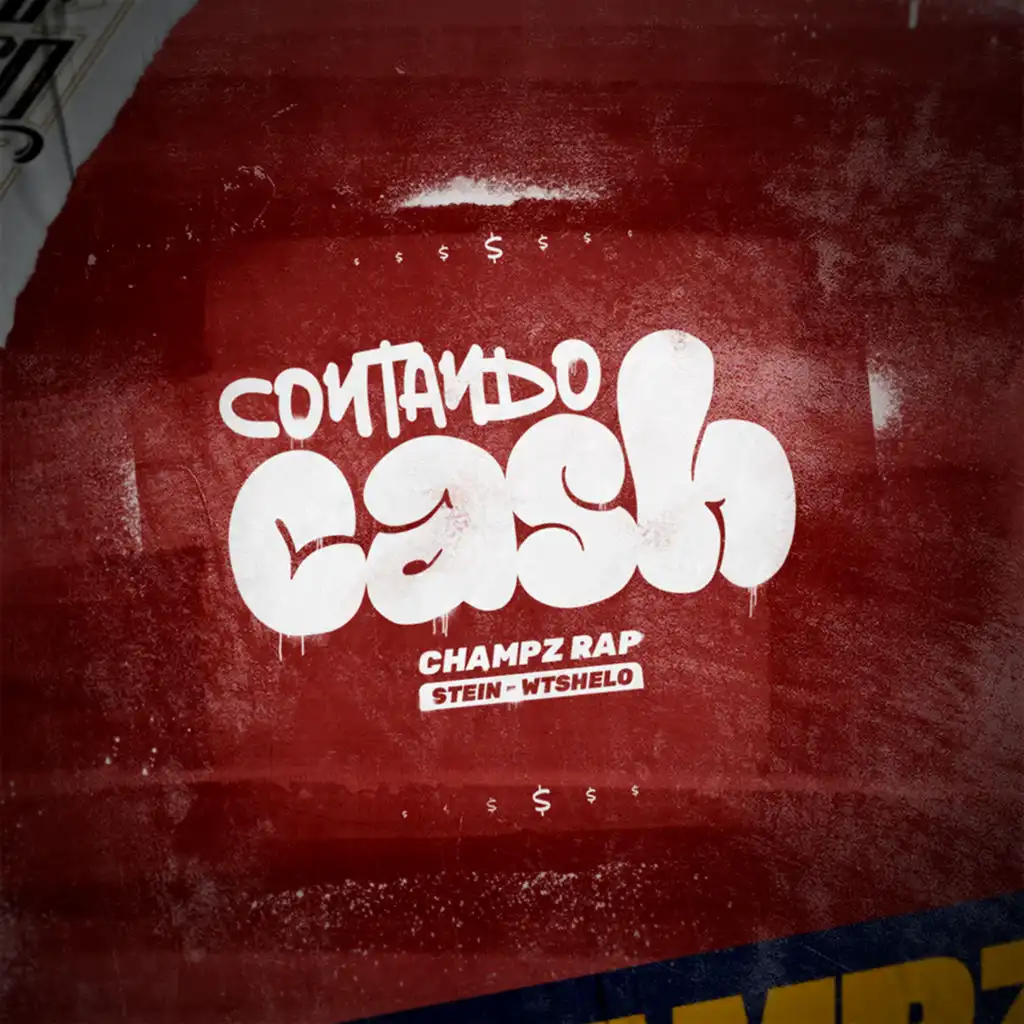 $ $ $ $ $ $ $
CONTANDO
cash
CHAMPZ RAP
STEIN - WTSHELO
$ $ $ $ $